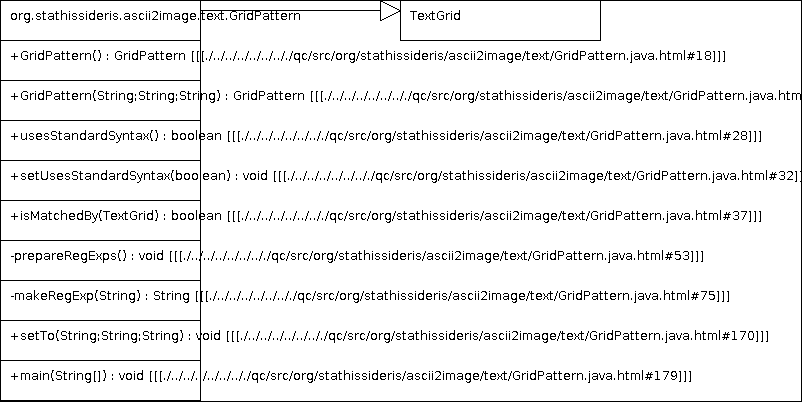 org.stathissideris.ascii2image.text.GridPattern
TextGrid
+GridPattern() : GridPattern [[[./../../../../../../qc/src/org/stathissideris/ascii2image/text/GridPattern.java.html#18]]]
+GridPattern(String;String;String) : GridPattern [[[./../../../../../../qc/src/org/stathissideris/ascii2image/text/GridPattern.java.htm
+usesStandardSyntax() : boolean [[[./../../../../../../qc/src/org/stathissideris/ascii2image/text/GridPattern.java.html#28]]]
+setUsesStandardSyntax(boolean) : void [[[./../../../../../../qc/src/org/stathissideris/ascii2image/text/GridPattern.java.html#32]]
+isMatchedBy(TextGrid) : boolean [[[./../../../../../../qc/src/org/stathissideris/ascii2image/text/GridPattern.java.html#37]]]
-prepareRegExps() : void [[[./../../../../../../qc/src/org/stathissideris/ascii2image/text/GridPattern.java.html#53]]]
-makeRegExp(String) : String [[[./../../../../../../qc/src/org/stathissideris/ascii2image/text/GridPattern.java.html#75]]]
+setTo(String;String;String) : void [[[./../../../../../../qc/src/org/stathissideris/ascii2image/text/GridPattern.java.html#170]]]
+main(String[]) : void [[[./../../../../../../qc/src/org/stathissideris/ascii2image/text/GridPattern.java.html#179]]]